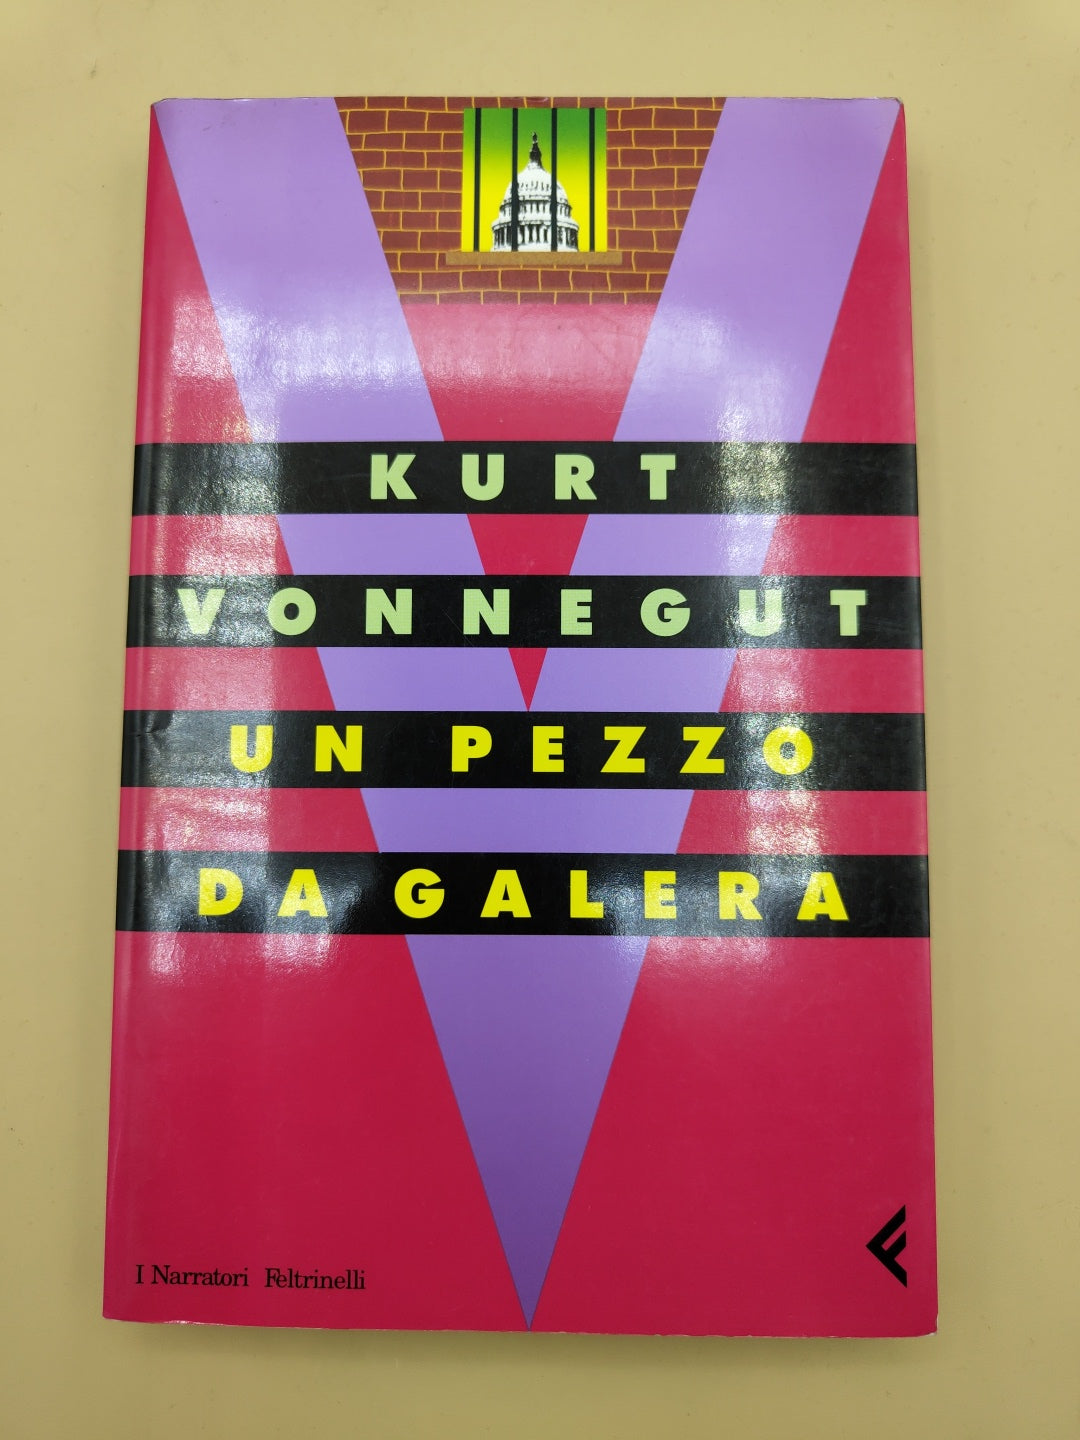 KURT
VONNEGUT
UN PEZZO
DA GALERA
I Narratori Feltrinelli